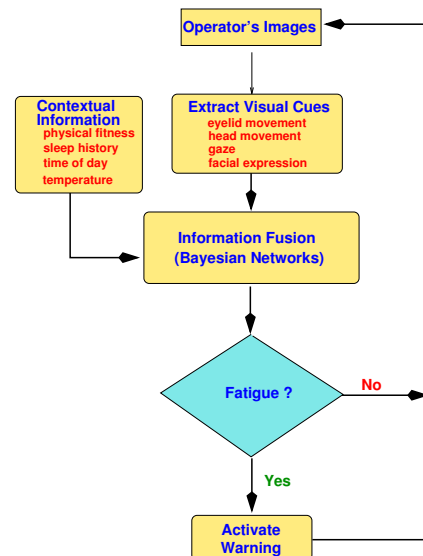 Operator's Images
Contextual
Information
physical fitness
sleep history
time of day
temperature
Extract Visual Cues
eyelid movement
head movement
gaze
facial expression
Information Fusion
(Bayesian Networks)
Fatigue ?
No
Yes
Activate
Warning